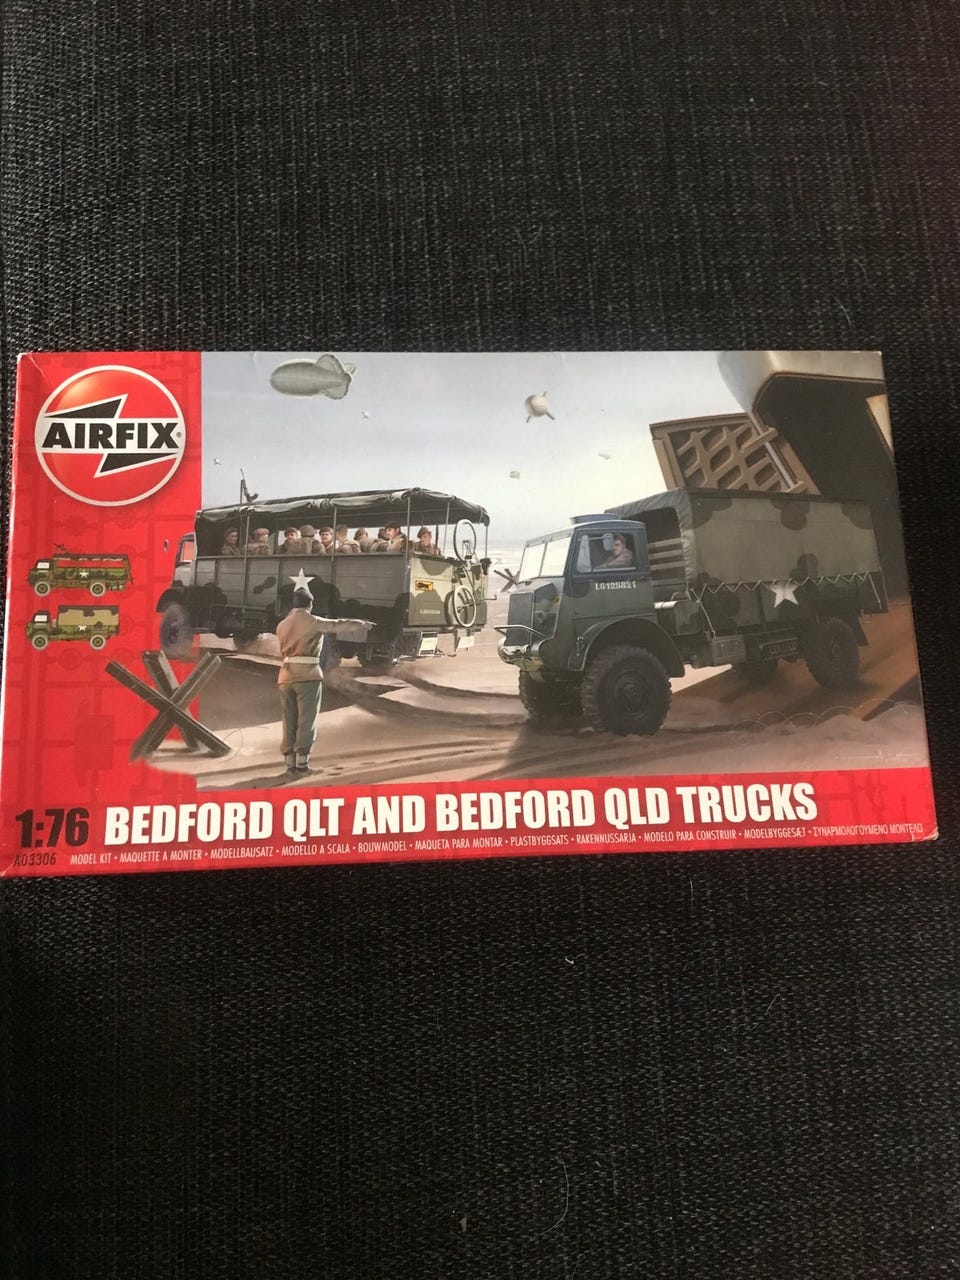 AIRFIX
LG125821
1:76 BEDFORD QLT AND BEDFORD QLD TRUCKS
A03306 MODEL KIT • MAQUETTE A MONTER • MODELLBAUSATZ • MODELLO A SCALA • BOUWMODEL • MAQUETA PARA MONTAR • PLASTBYGGSATS • RAKENNUSSARJA • MODELO PARA CONSTRUIR • MODELBYGGESÆT • ΣΥΝΑΡΜΟΛΟΓΟΥΜΕΝΟ ΜΟΝΤΕΛΟ